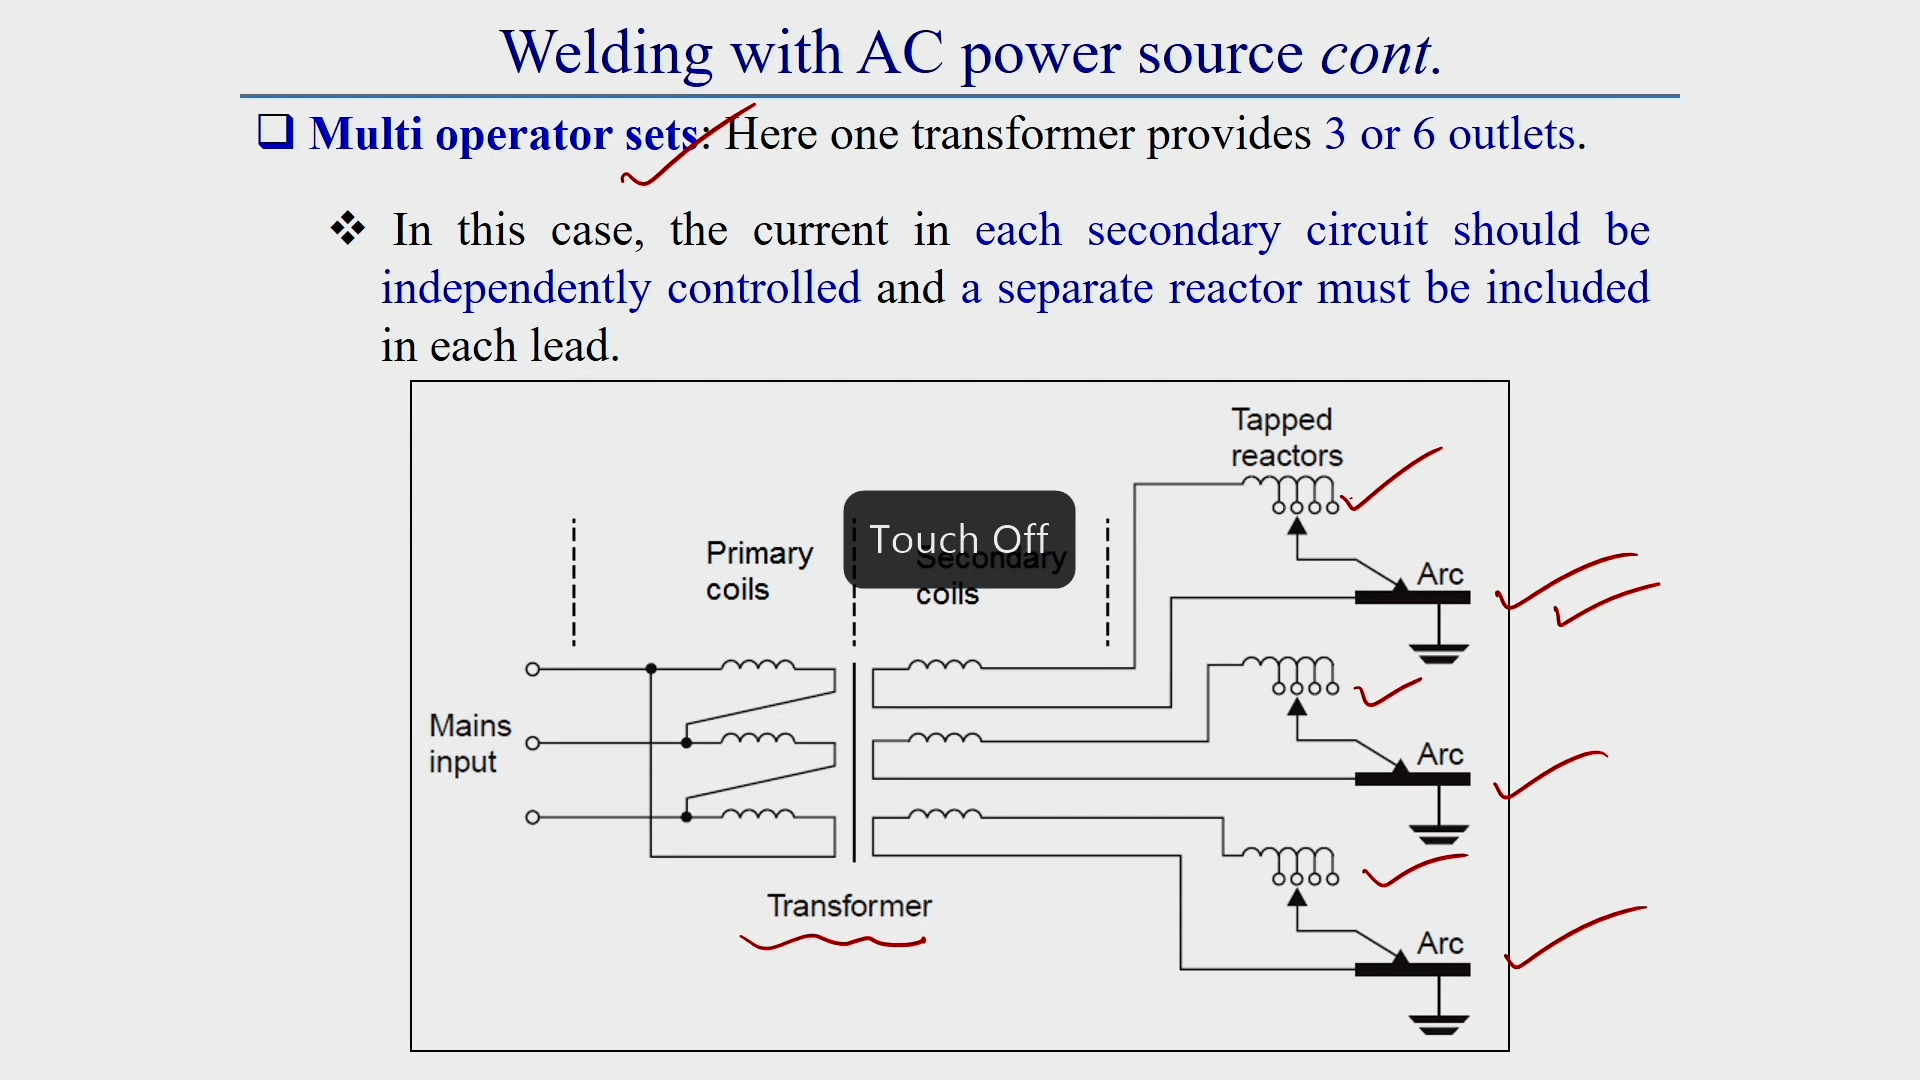 Welding with AC power source cont.
❑ Multi operator sets: Here one transformer provides 3 or 6 outlets.
❖ In this case, the current in each secondary circuit should be
independently controlled and a separate reactor must be included
in each lead.
Tapped
reactors
Touch Off
Primary
coils
Secondary
coils
Arc
Mains
input
Arc
Transformer
Arc